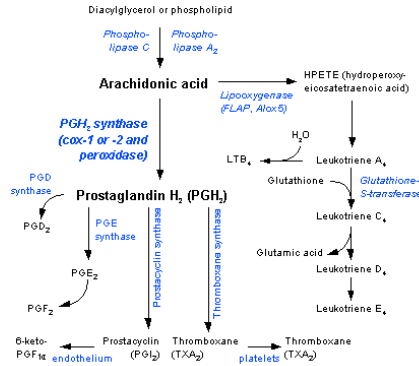 Diacylglycerol or phospholipid
Phospho-
lipase C
Phospho-
lipase A2
Arachidonic acid
Lipooxygenase
(FLAP, Alox5)
HPETE (hydroperoxy-
eiosatetraenoic acid)
PGH2 synthase
(cox-1 or -2 and
peroxidase)
H2O
LTB4
Leukotriene A4
Glutathione
Glutathione-
S-transferase
PGD
synthase
Prostaglandin H2 (PGH2)
Leukotriene C4
PGD2
PGE
synthase
Prostacyclin synthase
Thromboxane synthase
Glutamic acid
PGE2
Leukotriene D4
PGF2
Leukotriene E4
6-keto-
PGF1α
endothelium
Prostacyclin
(PGI2)
Thromboxane
(TXA2)
platelets
Thromboxane
(TXA2)